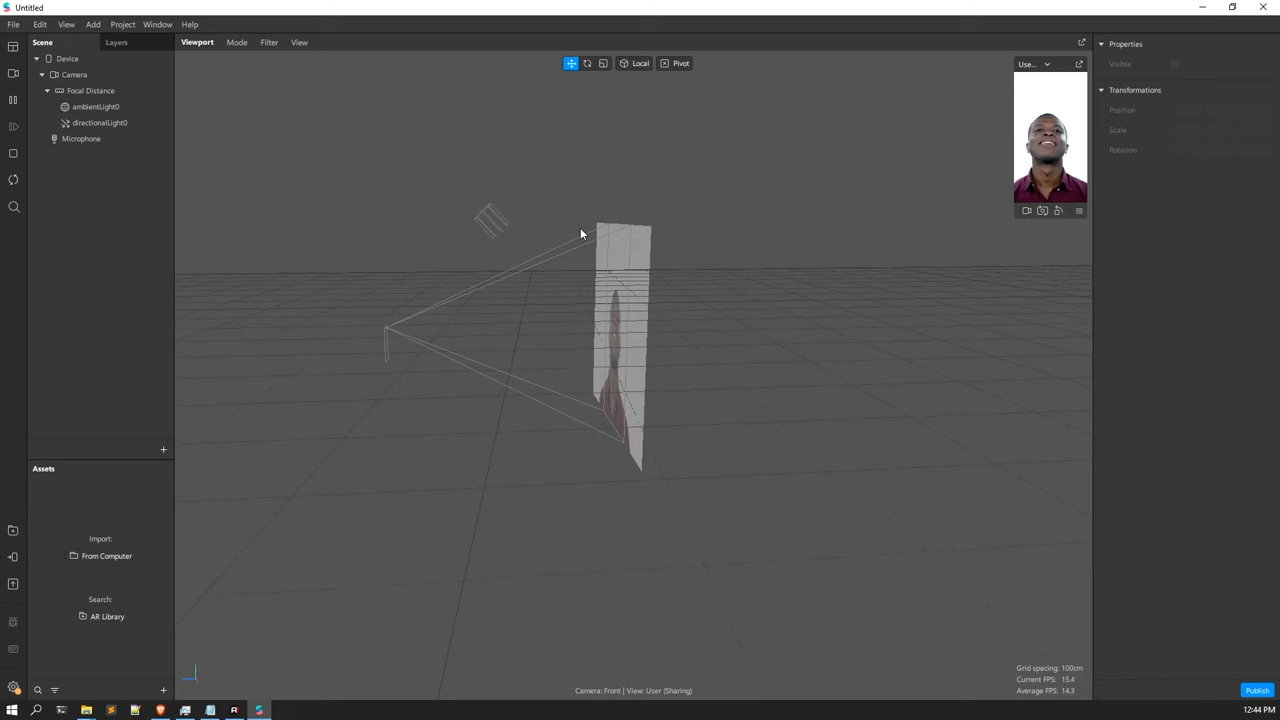 Untitled
File Edit View Add Project Window Help
Scene Layers
Device
Camera
Focal Distance
ambientLight0
directionalLight0
Microphone
Viewport Mode Filter View
Local Pivot
Use...
Properties
Visible
Transformations
Position
Scale
Rotation
Assets
Import:
From Computer
Search:
AR Library
Grid spacing: 100cm
Current FPS: 15.4
Average FPS: 14.3
Camera: Front | View: User (Sharing)
Publish
12:44 PM